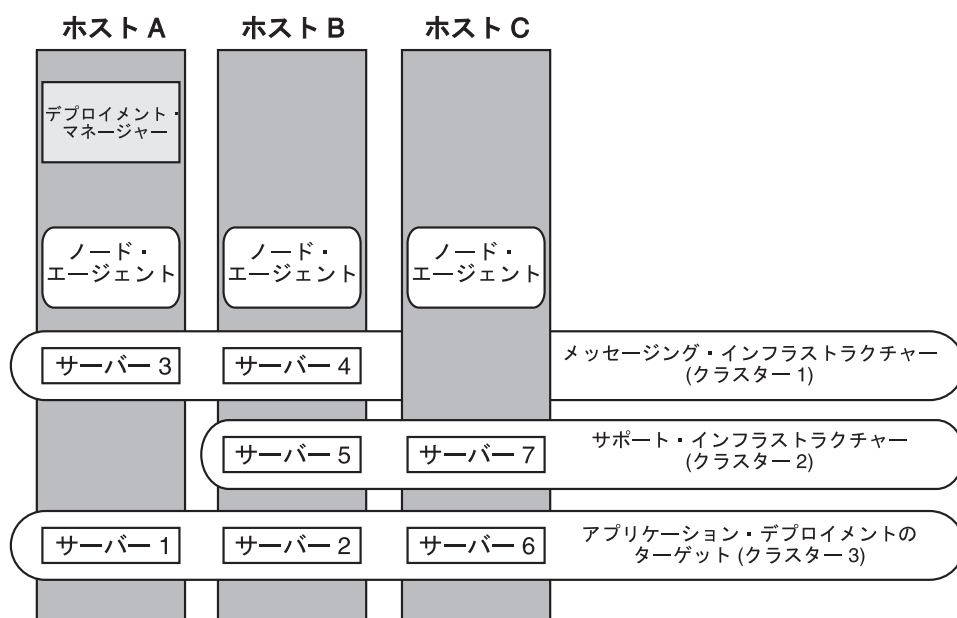 ホスト A
ホスト B
ホスト C
デプロイメント・
マネージャー
ノード・
エージェント
ノード・
エージェント
ノード・
エージェント
サーバー 3
サーバー 4
メッセージング・インフラストラクチャー
(クラスター 1)
サーバー 5
サーバー 7
サポート・インフラストラクチャー
(クラスター 2)
サーバー 1
サーバー 2
サーバー 6
アプリケーション・デプロイメントの
ターゲット (クラスター 3)